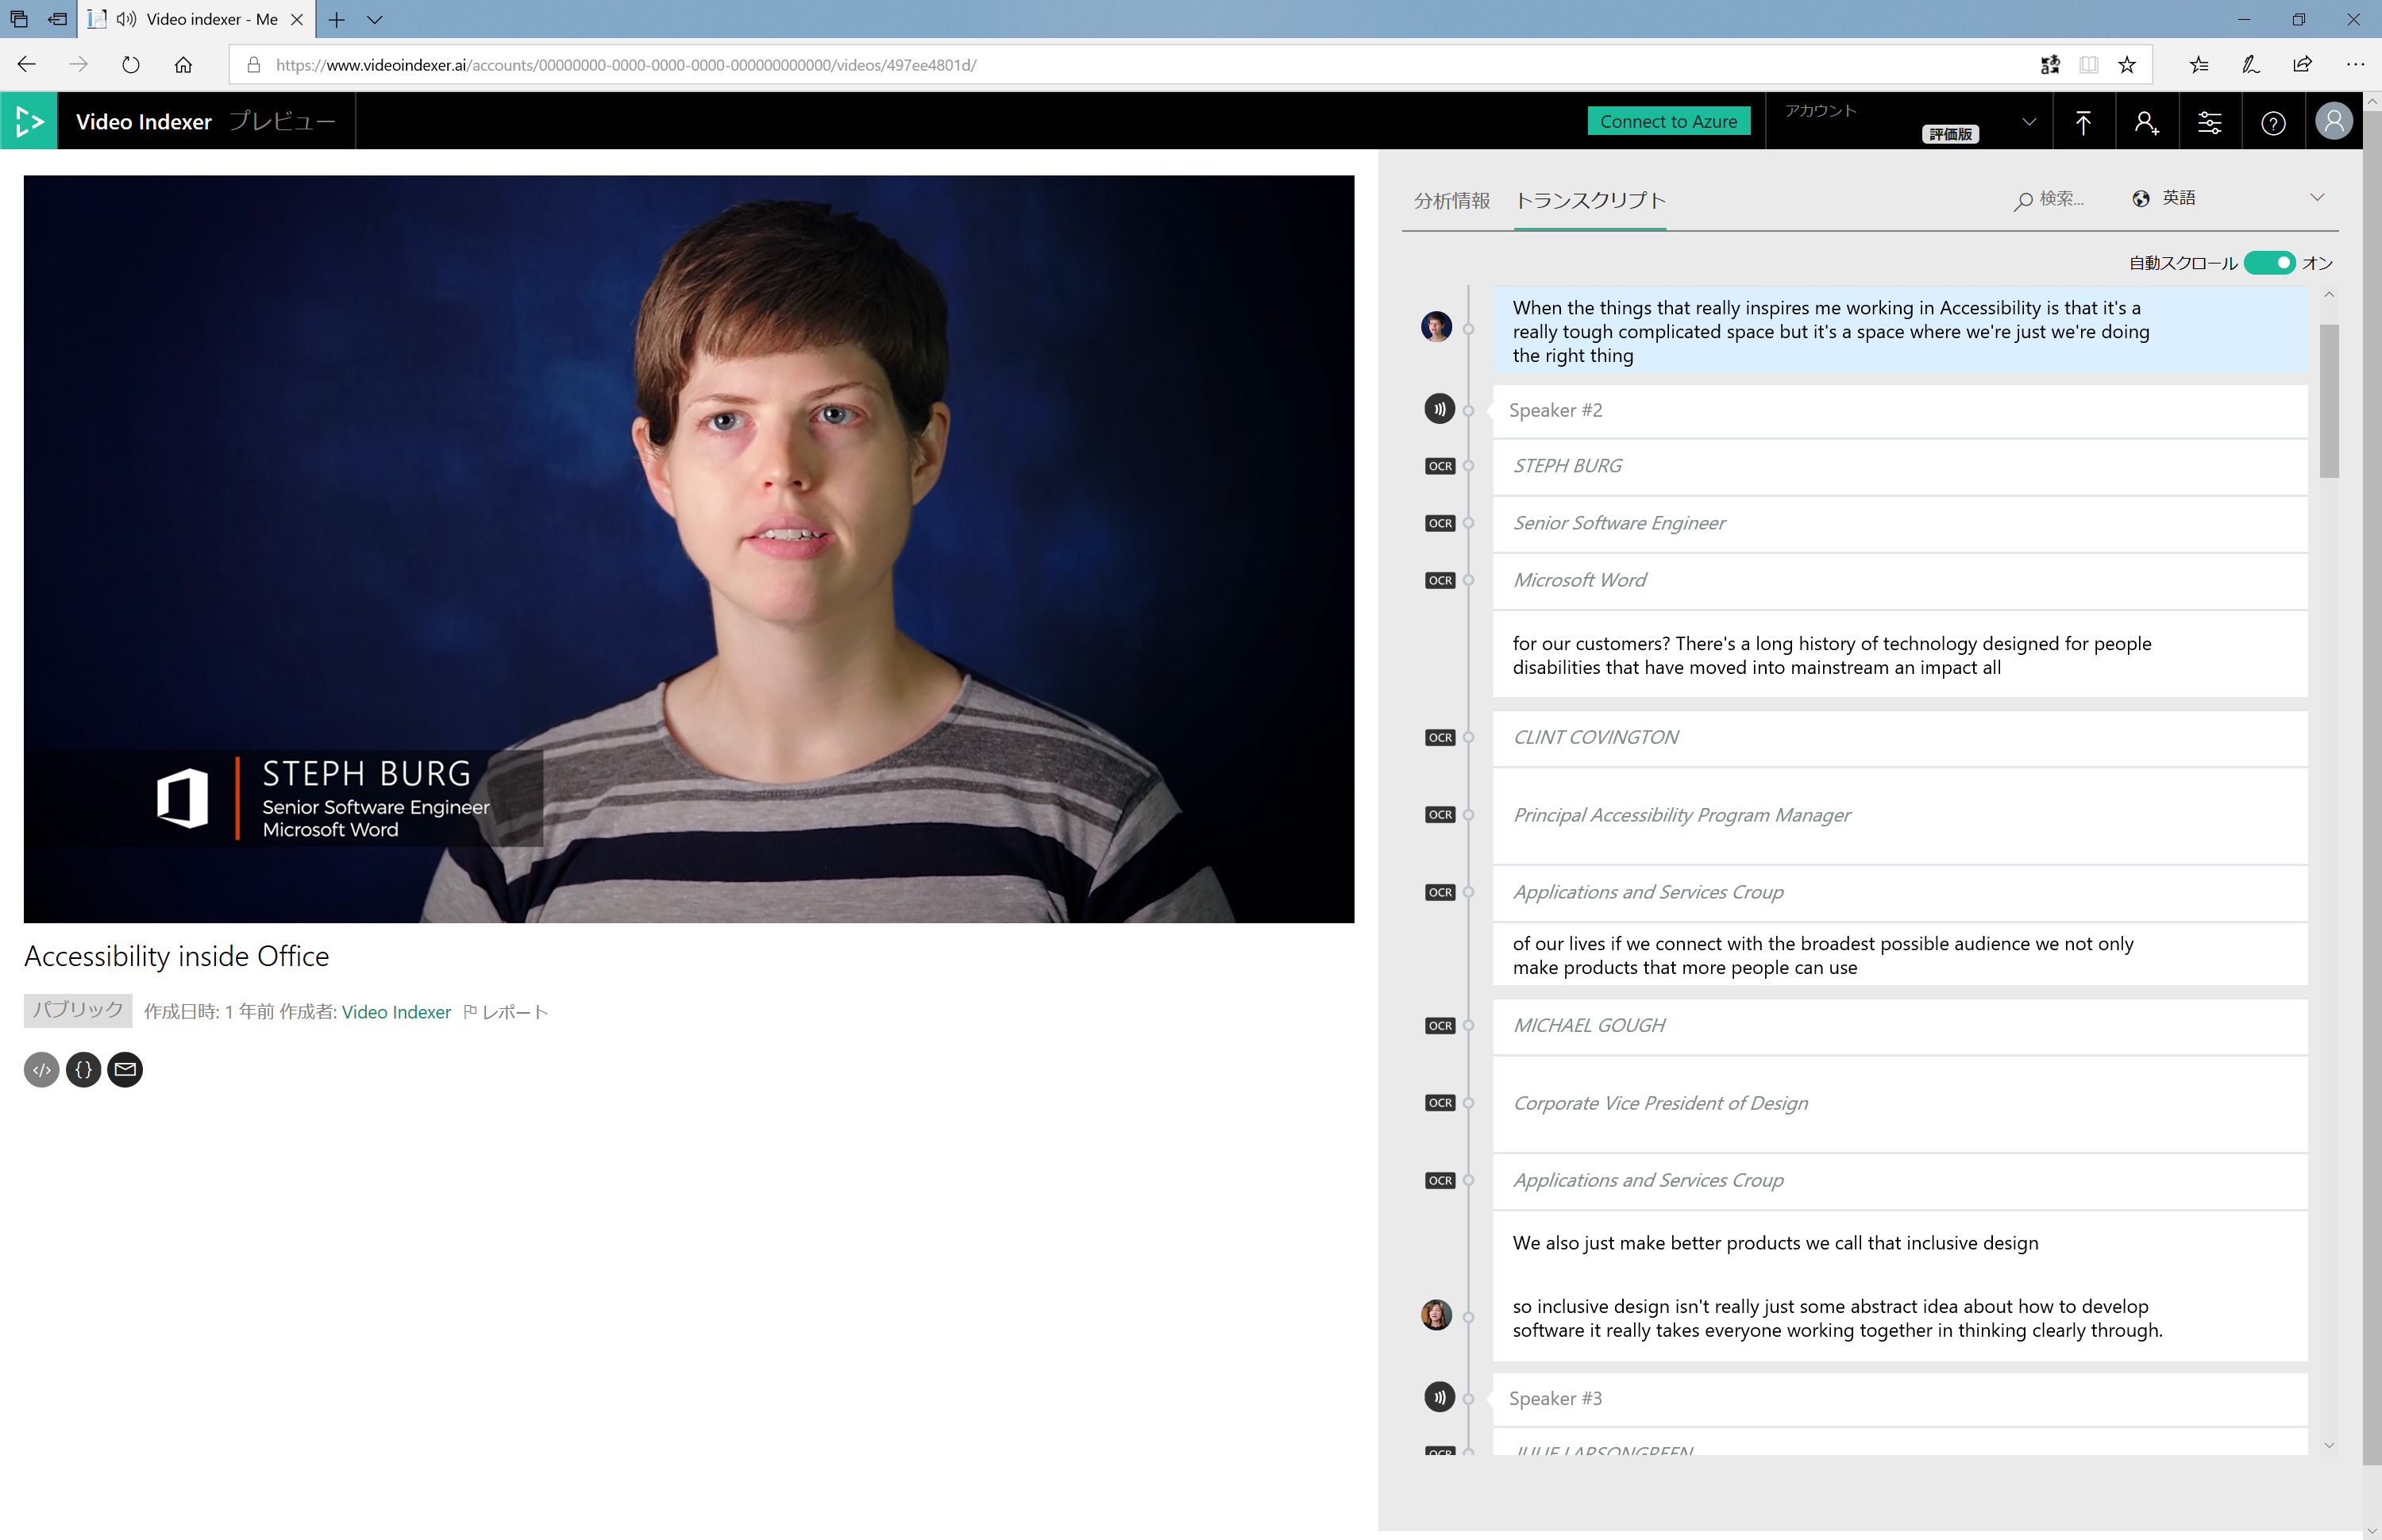 Video indexer - Me
https://www.videoindexer.ai/accounts/00000000-0000-0000-0000-000000000000/videos/497ee4801d/
Video Indexer プレビュー
Connect to Azure
アカウント
評価版
STEPH BURG
Senior Software Engineer
Microsoft Word
Accessibility inside Office
パブリック 作成日時: 1 年前 作成者: Video Indexer レポート
</>
{}
分析情報 トランスクリプト
検索...
英語
自動スクロール オン
When the things that really inspires me working in Accessibility is that it's a
really tough complicated space but it's a space where we're just we're doing
the right thing
Speaker #2
OCR STEPH BURG
OCR Senior Software Engineer
OCR Microsoft Word
for our customers? There's a long history of technology designed for people
disabilities that have moved into mainstream an impact all
OCR CLINT COVINGTON
OCR Principal Accessibility Program Manager
OCR Applications and Services Croup
of our lives if we connect with the broadest possible audience we not only
make products that more people can use
OCR MICHAEL GOUGH
OCR Corporate Vice President of Design
OCR Applications and Services Croup
We also just make better products we call that inclusive design
so inclusive design isn't really just some abstract idea about how to develop
software it really takes everyone working together in thinking clearly through.
Speaker #3
OCR JULIE LARSONGREEN